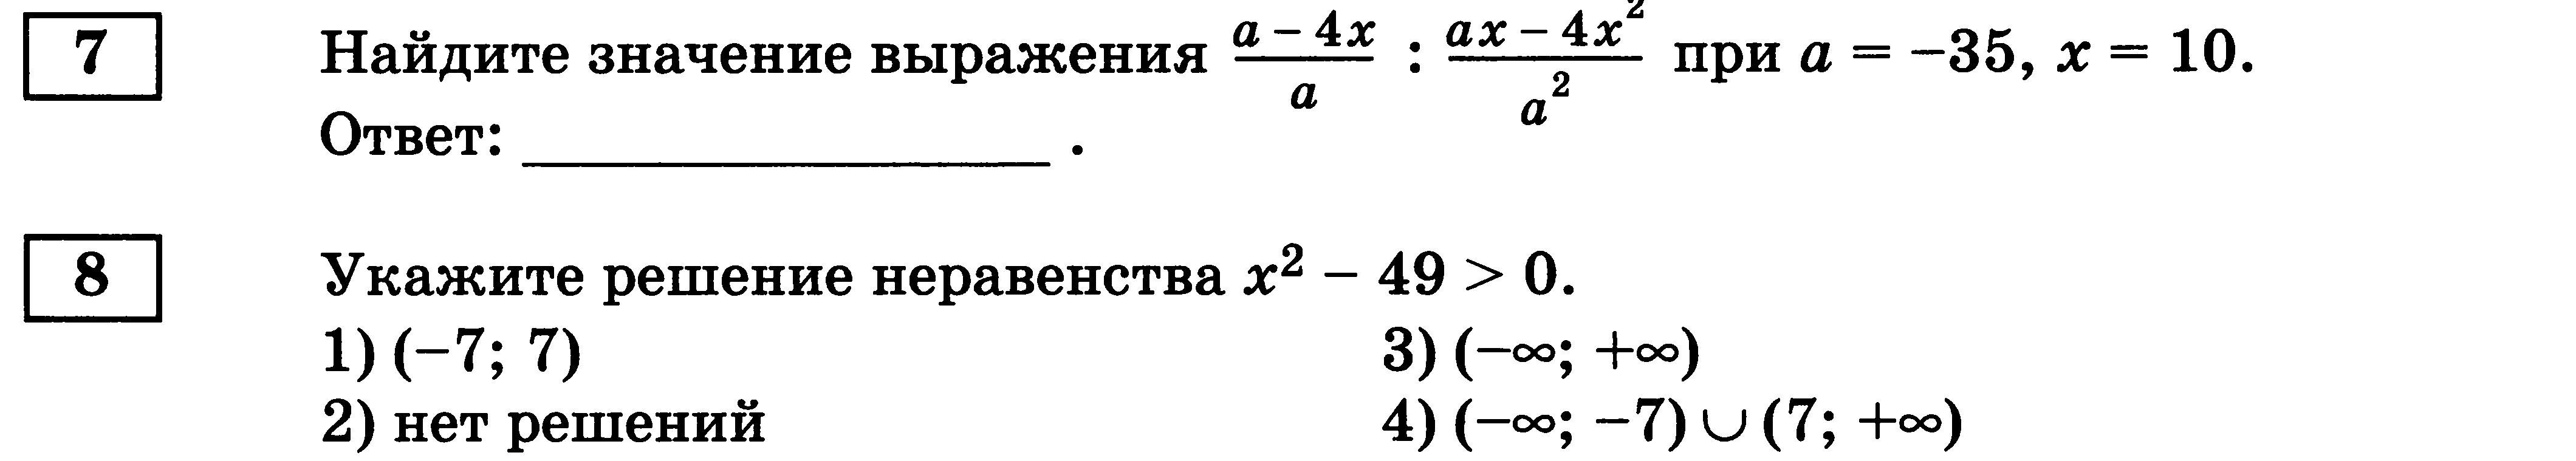 7 Найдите значение выражения (a − 4x)/a : (ax − 4x²)/a² при a = −35, x = 10.
Ответ: ____________ .
8 Укажите решение неравенства x² − 49 > 0.
1) (−7; 7) 3) (−∞; +∞)
2) нет решений 4) (−∞; −7) ∪ (7; +∞)